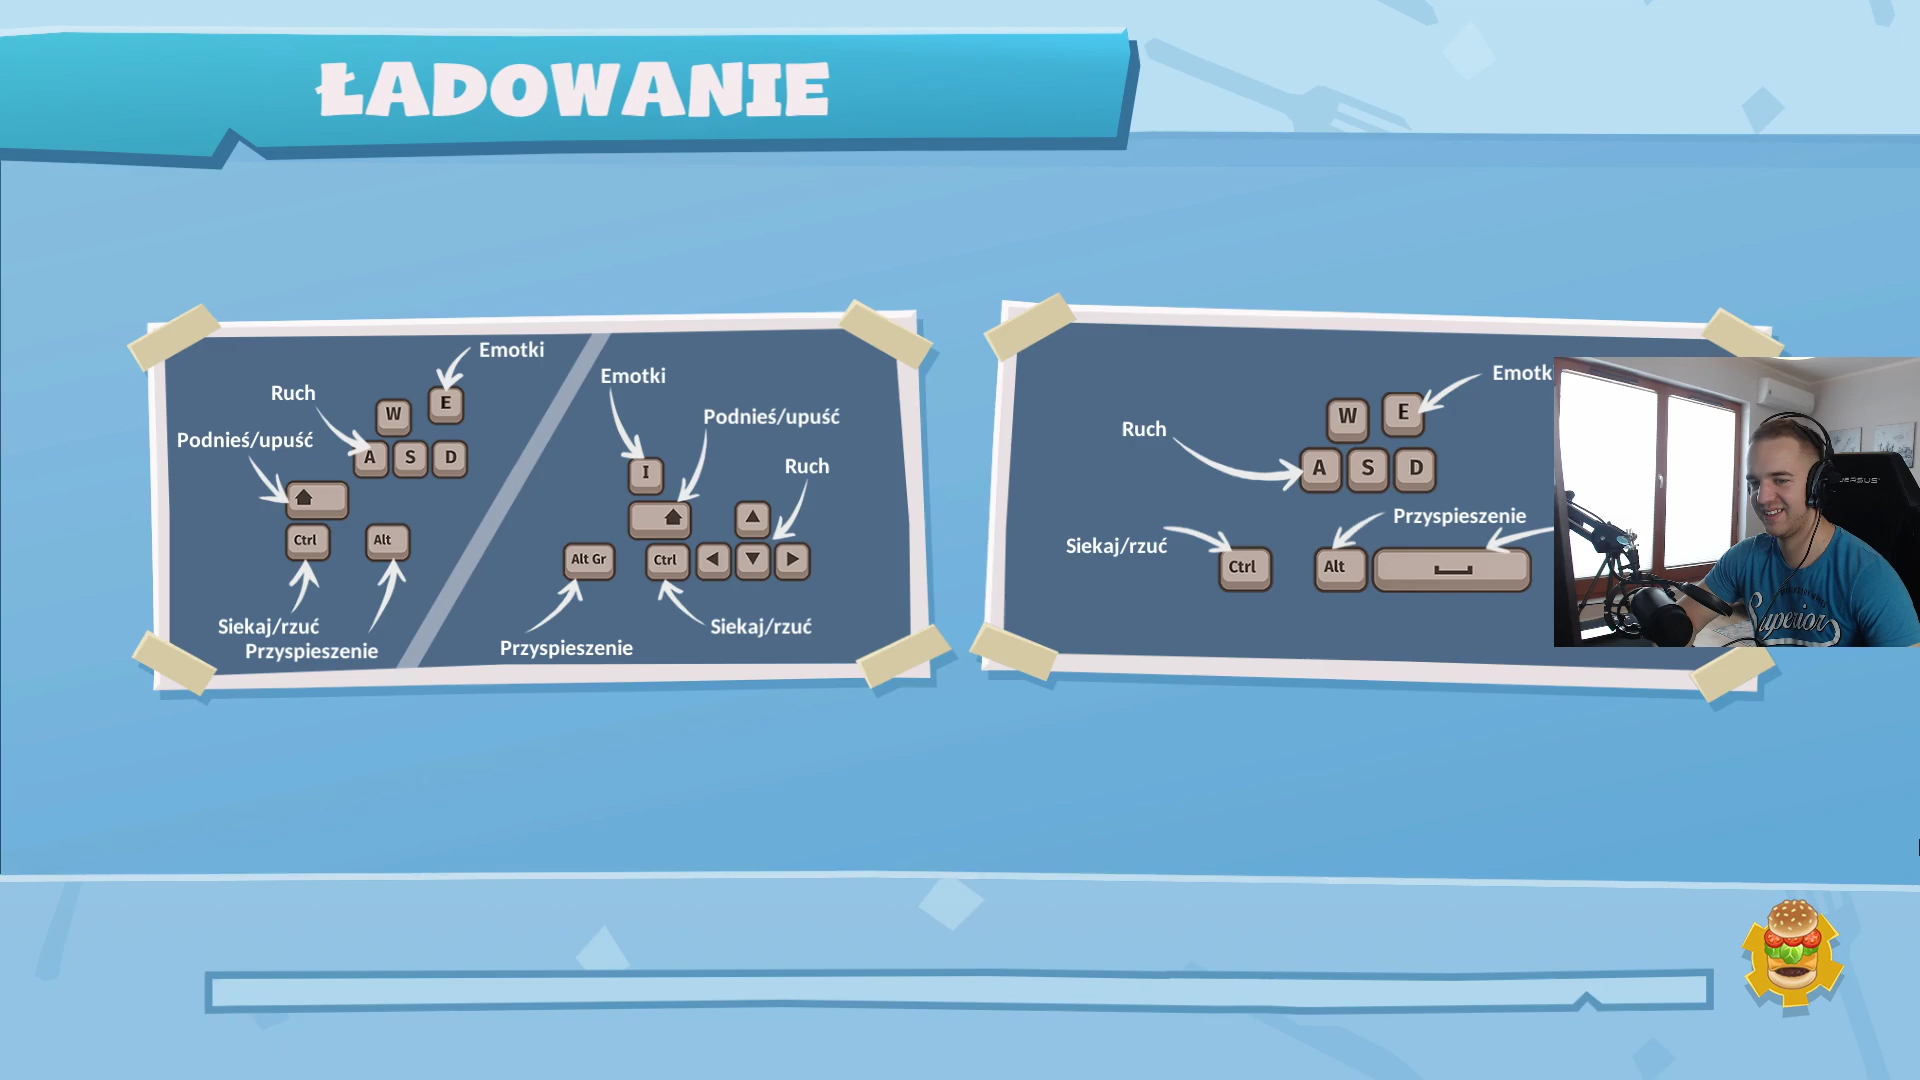 ŁADOWANIE
Emotki
Ruch
W
E
Podnieś/upuść
A S D
Ctrl
Alt
Siekaj/rzuć
Przyspieszenie
Emotki
Podnieś/upuść
Ruch
I
Alt Gr
Ctrl
Przyspieszenie
Siekaj/rzuć
Emotk
Ruch
W
E
A S D
Przyspieszenie
Siekaj/rzuć
Ctrl
Alt
Superior